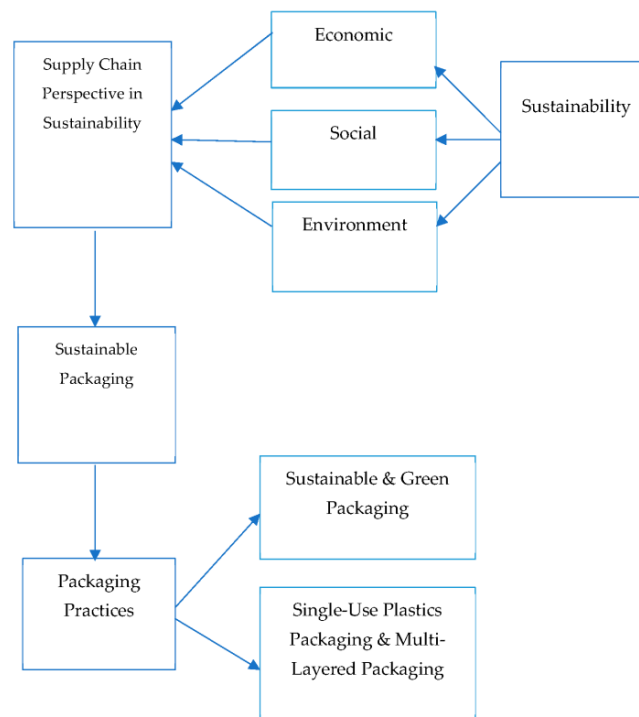 Supply Chain
Perspective in
Sustainability
Economic
Social
Environment
Sustainability
Sustainable
Packaging
Packaging
Practices
Sustainable & Green
Packaging
Single-Use Plastics
Packaging & Multi-
Layered Packaging